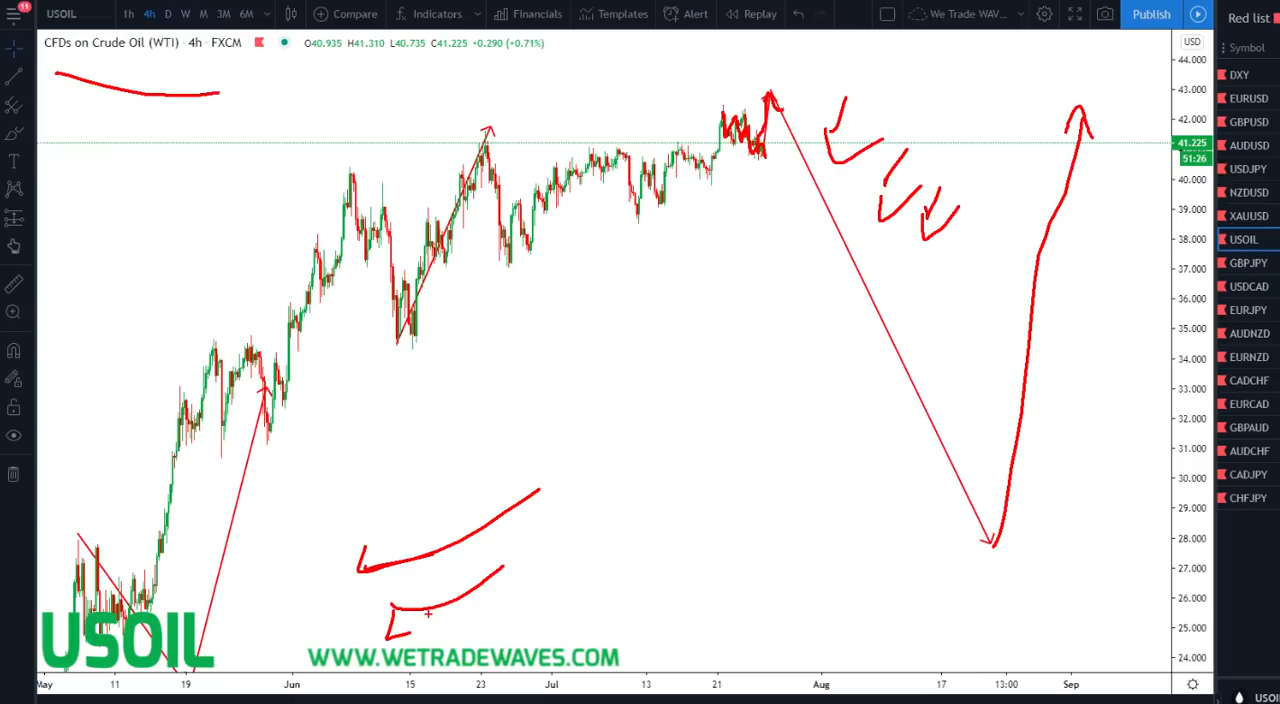 11
USOIL 1h 4h D W M 3M 6M Compare Indicators Financials Templates Alert Replay We Trade WAV... Publish Red list
CFDs on Crude Oil (WTI) · 4h · FXCM O40.935 H41.310 L40.735 C41.225 +0.290 (+0.71%)
USD
Symbol
44.000
43.000
42.000
41.225
51:26
40.000
39.000
38.000
37.000
36.000
35.000
34.000
33.000
32.000
31.000
30.000
29.000
28.000
27.000
26.000
25.000
24.000
DXY
EURUSD
GBPUSD
AUDUSD
USDJPY
NZDUSD
XAUUSD
USOIL
GBPJPY
USDCAD
EURJPY
AUDNZD
EURNZD
CADCHF
EURCAD
GBPAUD
AUDCHF
CADJPY
CHFJPY
USOIL
WWW.WETRADEWAVES.COM
May 11 19 Jun 15 23 Jul 13 21 Aug 17 13:00 Sep
USOI